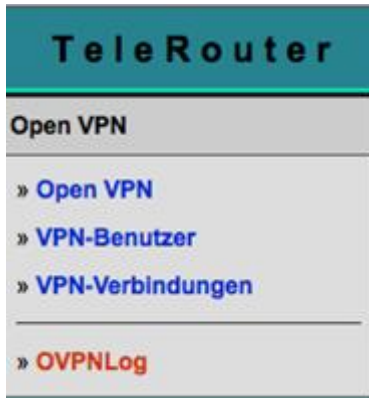 TeleRouter
Open VPN
» Open VPN
» VPN-Benutzer
» VPN-Verbindungen
» OVPNLog